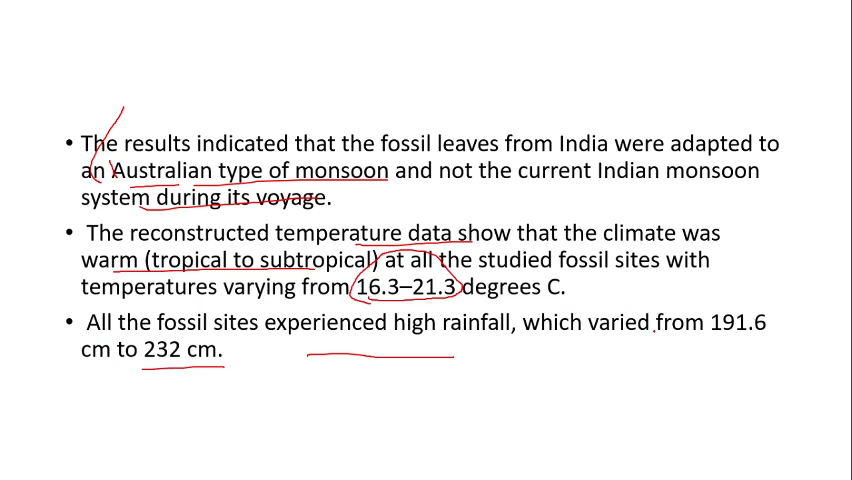 • The results indicated that the fossil leaves from India were adapted to
an Australian type of monsoon and not the current Indian monsoon
system during its voyage.
• The reconstructed temperature data show that the climate was
warm (tropical to subtropical) at all the studied fossil sites with
temperatures varying from 16.3–21.3 degrees C.
• All the fossil sites experienced high rainfall, which varied from 191.6
cm to 232 cm.